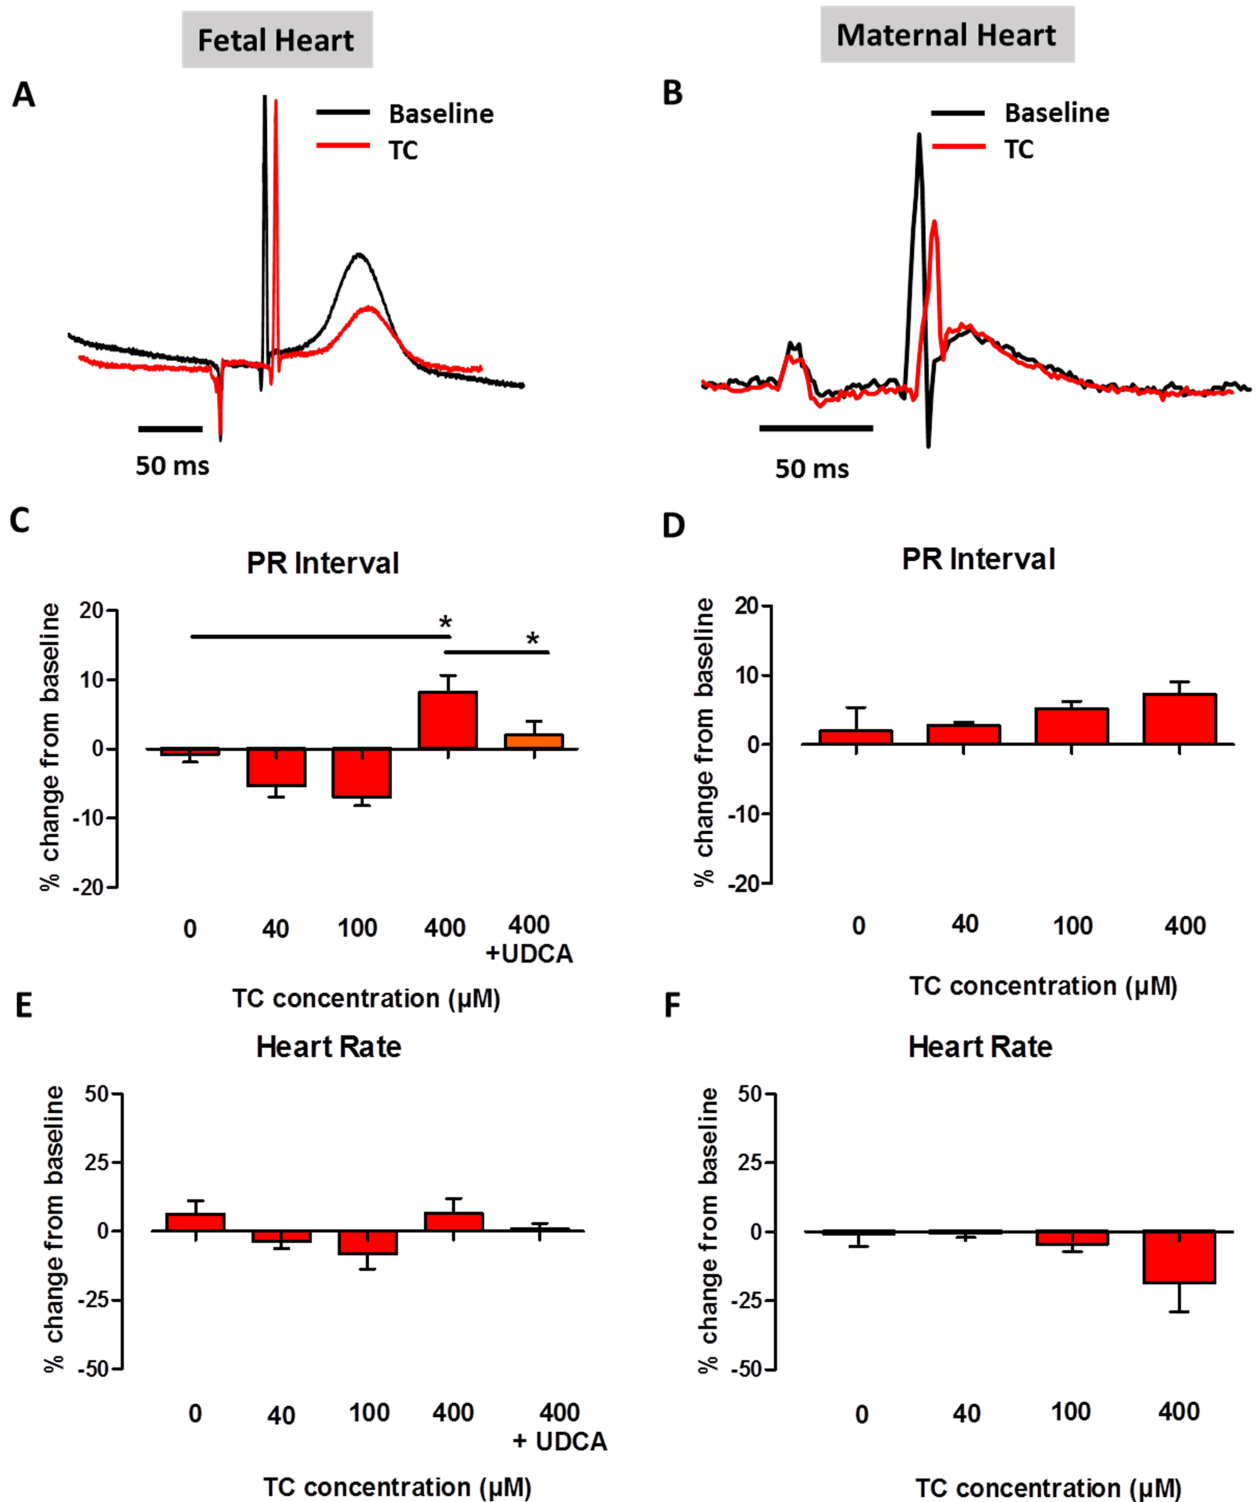 Fetal Heart
Maternal Heart
A
Baseline
TC
50 ms
B
Baseline
TC
50 ms
C
PR Interval
% change from baseline
20
10
0
-10
-20
*
*
0 40 100 400 400
+UDCA
TC concentration (µM)
D
PR Interval
% change from baseline
20
10
0
-10
-20
0 40 100 400
TC concentration (µM)
E
Heart Rate
% change from baseline
50
25
0
-25
-50
0 40 100 400 400
+ UDCA
TC concentration (µM)
F
Heart Rate
% change from baseline
50
25
0
-25
-50
0 40 100 400
TC concentration (µM)